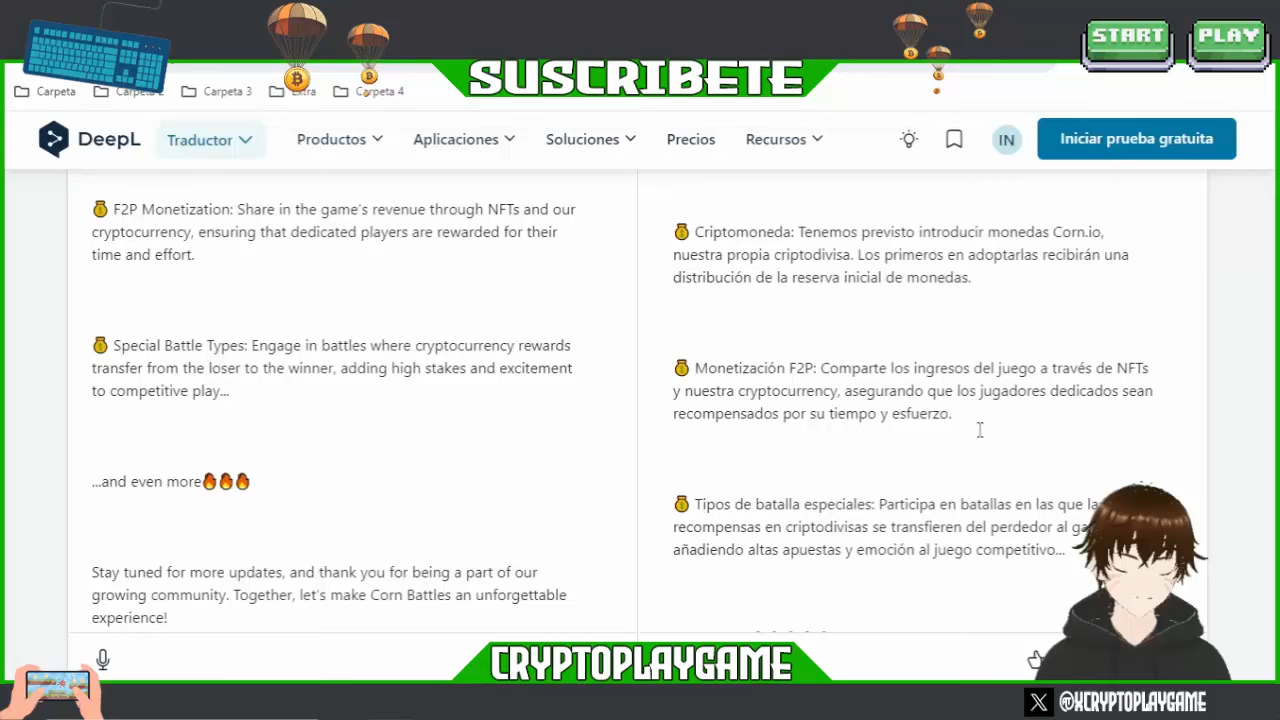 START PLAY
SUSCRIBETE
Carpeta Carpeta 2 Carpeta 3 Extra Carpeta 4
DeepL Traductor Productos Aplicaciones Soluciones Precios Recursos IN Iniciar prueba gratuita
F2P Monetization: Share in the game's revenue through NFTs and our
cryptocurrency, ensuring that dedicated players are rewarded for their
time and effort.
Special Battle Types: Engage in battles where cryptocurrency rewards
transfer from the loser to the winner, adding high stakes and excitement
to competitive play...
...and even more🔥🔥🔥
Stay tuned for more updates, and thank you for being a part of our
growing community. Together, let's make Corn Battles an unforgettable
experience!
Criptomoneda: Tenemos previsto introducir monedas Corn.io,
nuestra propia criptodivisa. Los primeros en adoptarlas recibirán una
distribución de la reserva inicial de monedas.
Monetización F2P: Comparte los ingresos del juego a través de NFTs
y nuestra cryptocurrency, asegurando que los jugadores dedicados sean
recompensados por su tiempo y esfuerzo.
Tipos de batalla especiales: Participa en batallas en las que
recompensas en criptodivisas se transfieren del perdedor al
añadiendo altas apuestas y emoción al juego competitivo...
CRYPTOPLAYGAME
X @XCRYPTOPLAYGAME